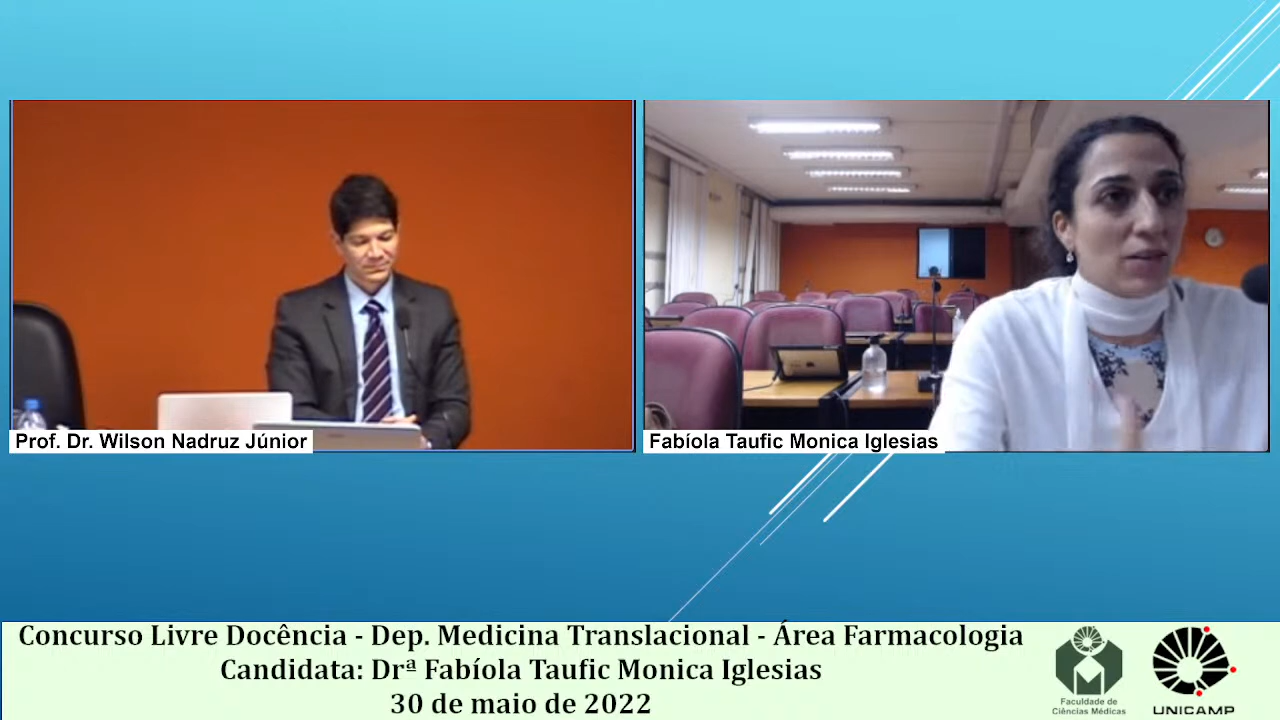 Prof. Dr. Wilson Nadruz Júnior
Fabíola Taufic Monica Iglesias
Concurso Livre Docência - Dep. Medicina Translacional - Área Farmacologia
Candidata: Drª Fabíola Taufic Monica Iglesias
30 de maio de 2022
Faculdade de
Ciências Médicas
UNICAMP